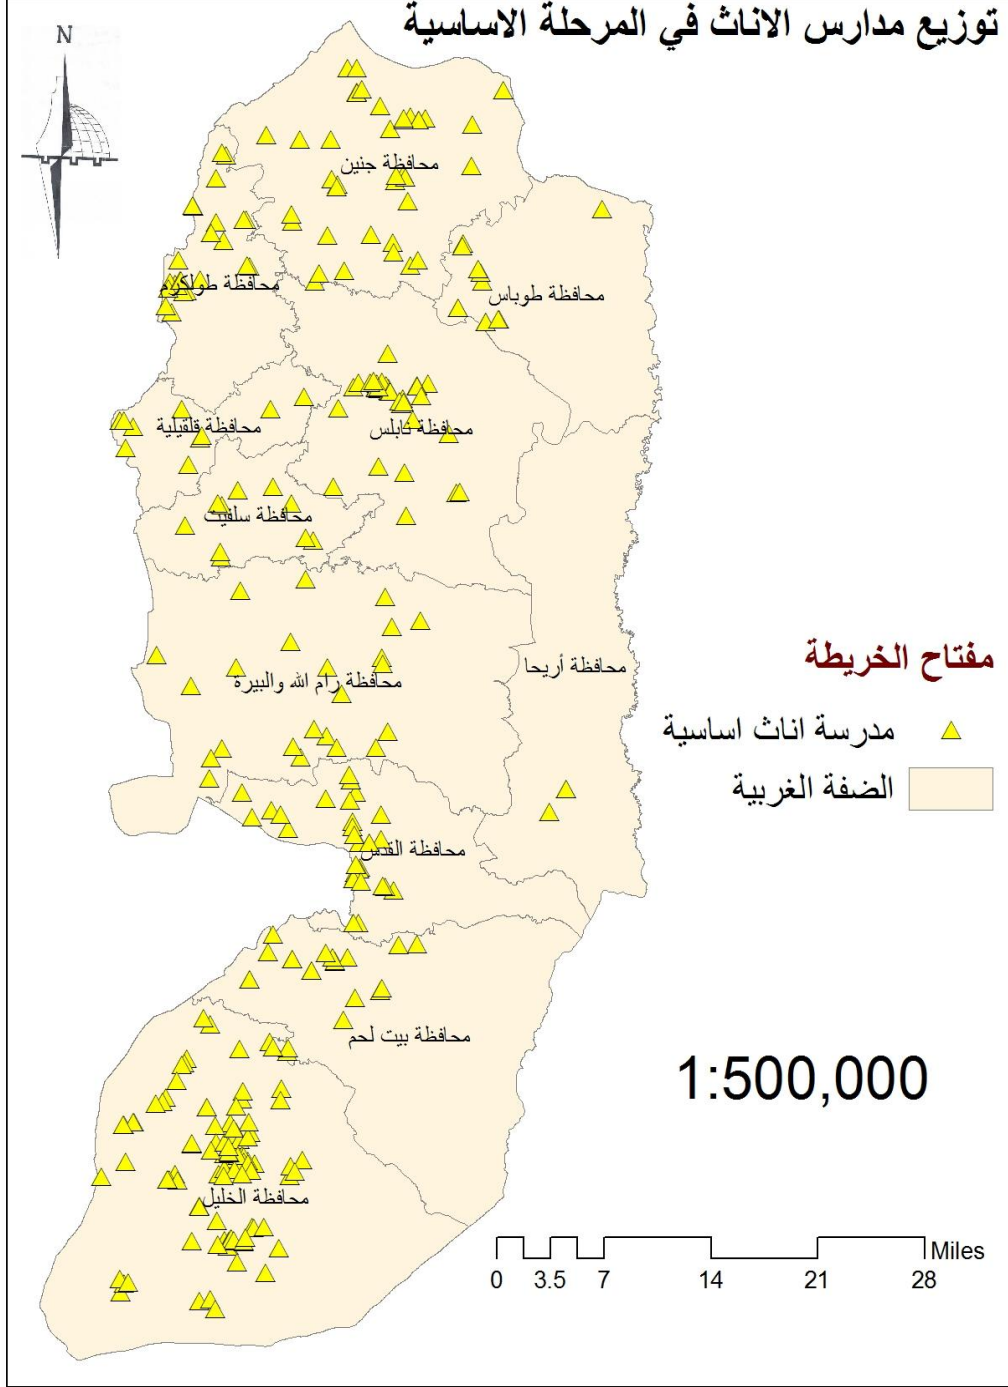 توزيع مدارس الاناث في المرحلة الاساسية
N
محافظة جنين
محافظة طولكرم
محافظة طوباس
محافظة قلقيلية
محافظة نابلس
محافظة سلفيت
محافظة أريحا
محافظة رام الله والبيرة
محافظة القدس
محافظة بيت لحم
محافظة الخليل
مفتاح الخريطة
مدرسة اناث اساسية
الضفة الغربية
1:500,000
Miles
0 3.5 7 14 21 28